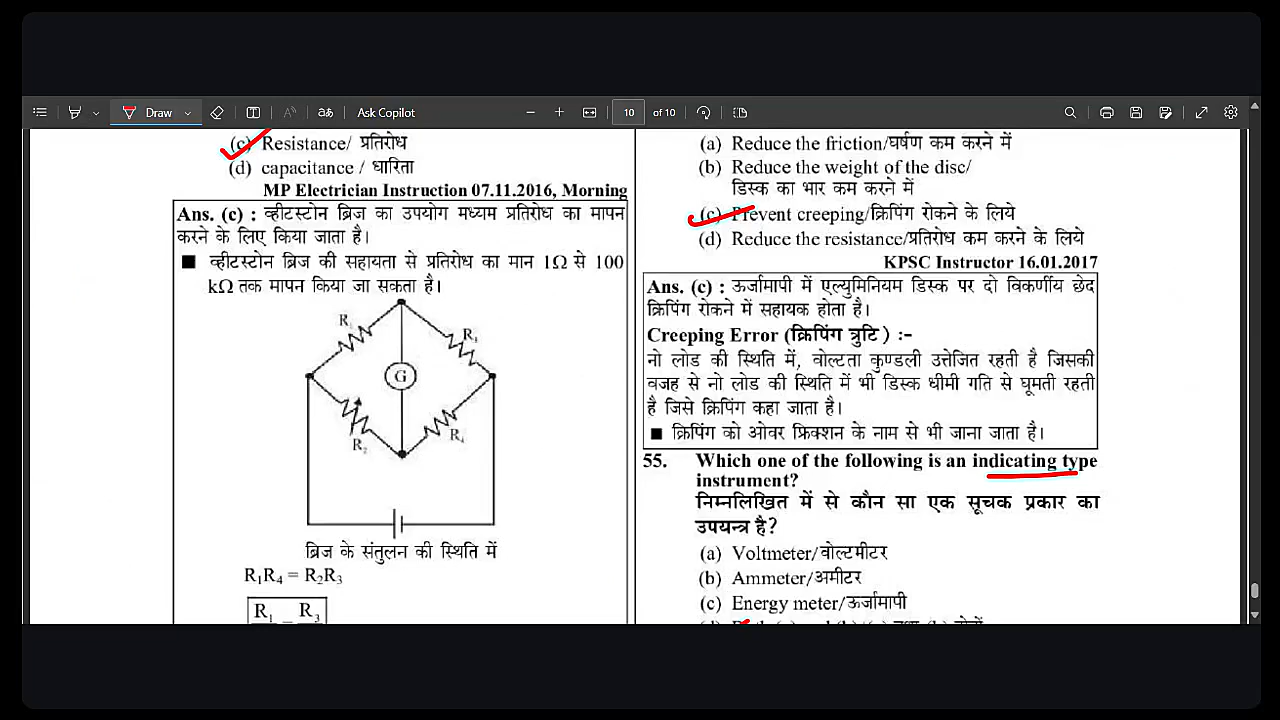 Draw
Ask Copilot
10 of 10
(c) Resistance/ प्रतिरोध
(d) capacitance / धारिता
MP Electrician Instruction 07.11.2016, Morning
Ans. (c) : व्हीटस्टोन ब्रिज का उपयोग मध्यम प्रतिरोध का मापन
करने के लिए किया जाता है।
■ व्हीटस्टोन ब्रिज की सहायता से प्रतिरोध का मान 1Ω से 100
kΩ तक मापन किया जा सकता है।
G
R₂
R₄
ब्रिज के संतुलन की स्थिति में
R₁R₄ = R₂R₃
R₁ = R₃
(a) Reduce the friction/घर्षण कम करने में
(b) Reduce the weight of the disc/
डिस्क का भार कम करने में
(c) Prevent creeping/क्रिपिंग रोकने के लिये
(d) Reduce the resistance/प्रतिरोध कम करने के लिये
KPSC Instructor 16.01.2017
Ans. (c) : ऊर्जामापी में एल्युमिनियम डिस्क पर दो विकर्णीय छेद
क्रिपिंग रोकने में सहायक होता है।
Creeping Error (क्रिपिंग त्रुटि) :-
नो लोड की स्थिति में, वोल्टता कुण्डली उत्तेजित रहती है जिसकी
वजह से नो लोड की स्थिति में भी डिस्क धीमी गति से घूमती रहती
है जिसे क्रिपिंग कहा जाता है।
■ क्रिपिंग को ओवर फ्रिक्शन के नाम से भी जाना जाता है।
55. Which one of the following is an indicating type
instrument?
निम्नलिखित में से कौन सा एक सूचक प्रकार का
उपयन्त्र है?
(a) Voltmeter/वोल्टमीटर
(b) Ammeter/अमीटर
(c) Energy meter/ऊर्जामापी